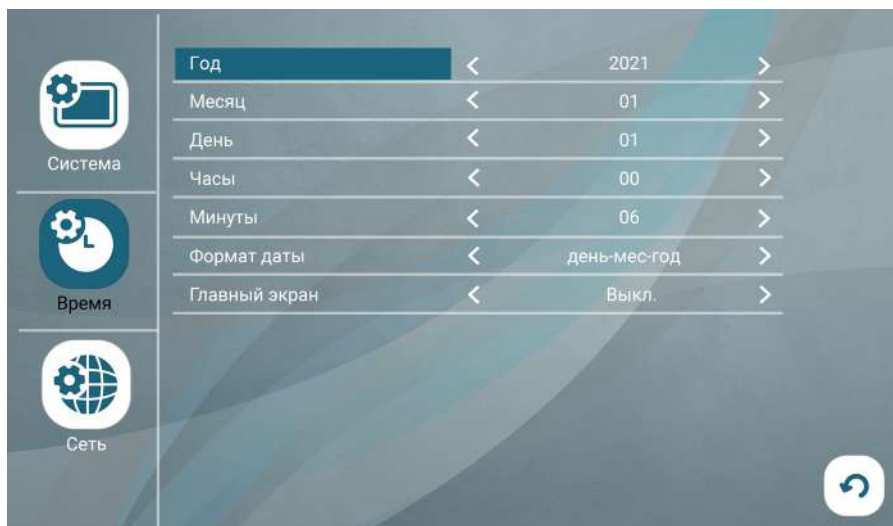 Система
Время
Сеть
Год 2021
Месяц 01
День 01
Часы 00
Минуты 06
Формат даты день-мес-год
Главный экран Выкл.